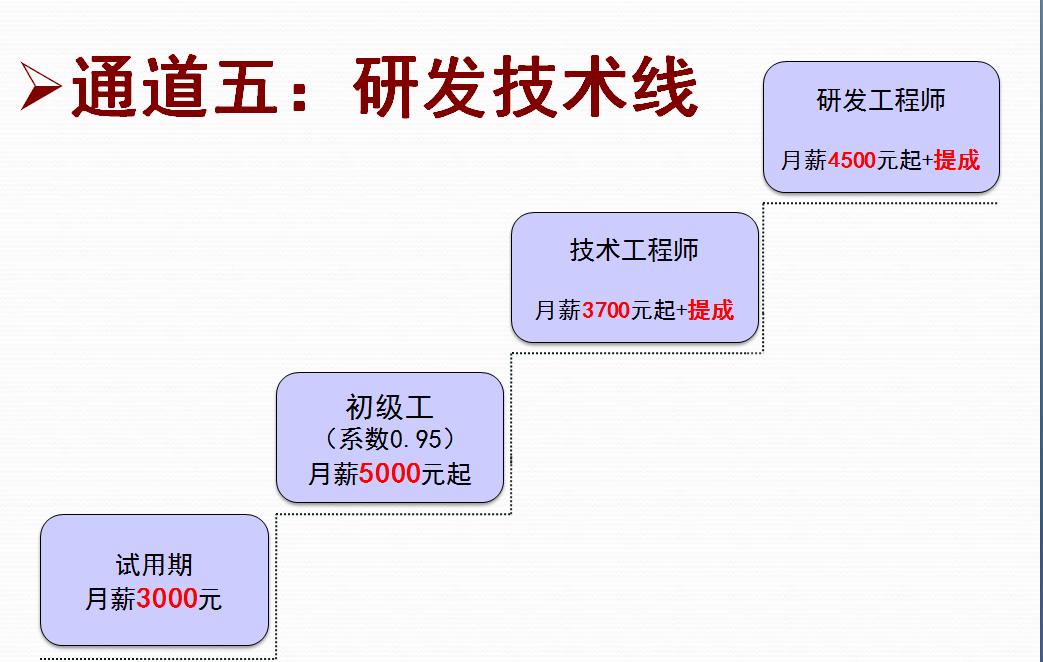 通道五：研发技术线
研发工程师
月薪4500元起+提成
技术工程师
月薪3700元起+提成
初级工
（系数0.95）
月薪5000元起
试用期
月薪3000元